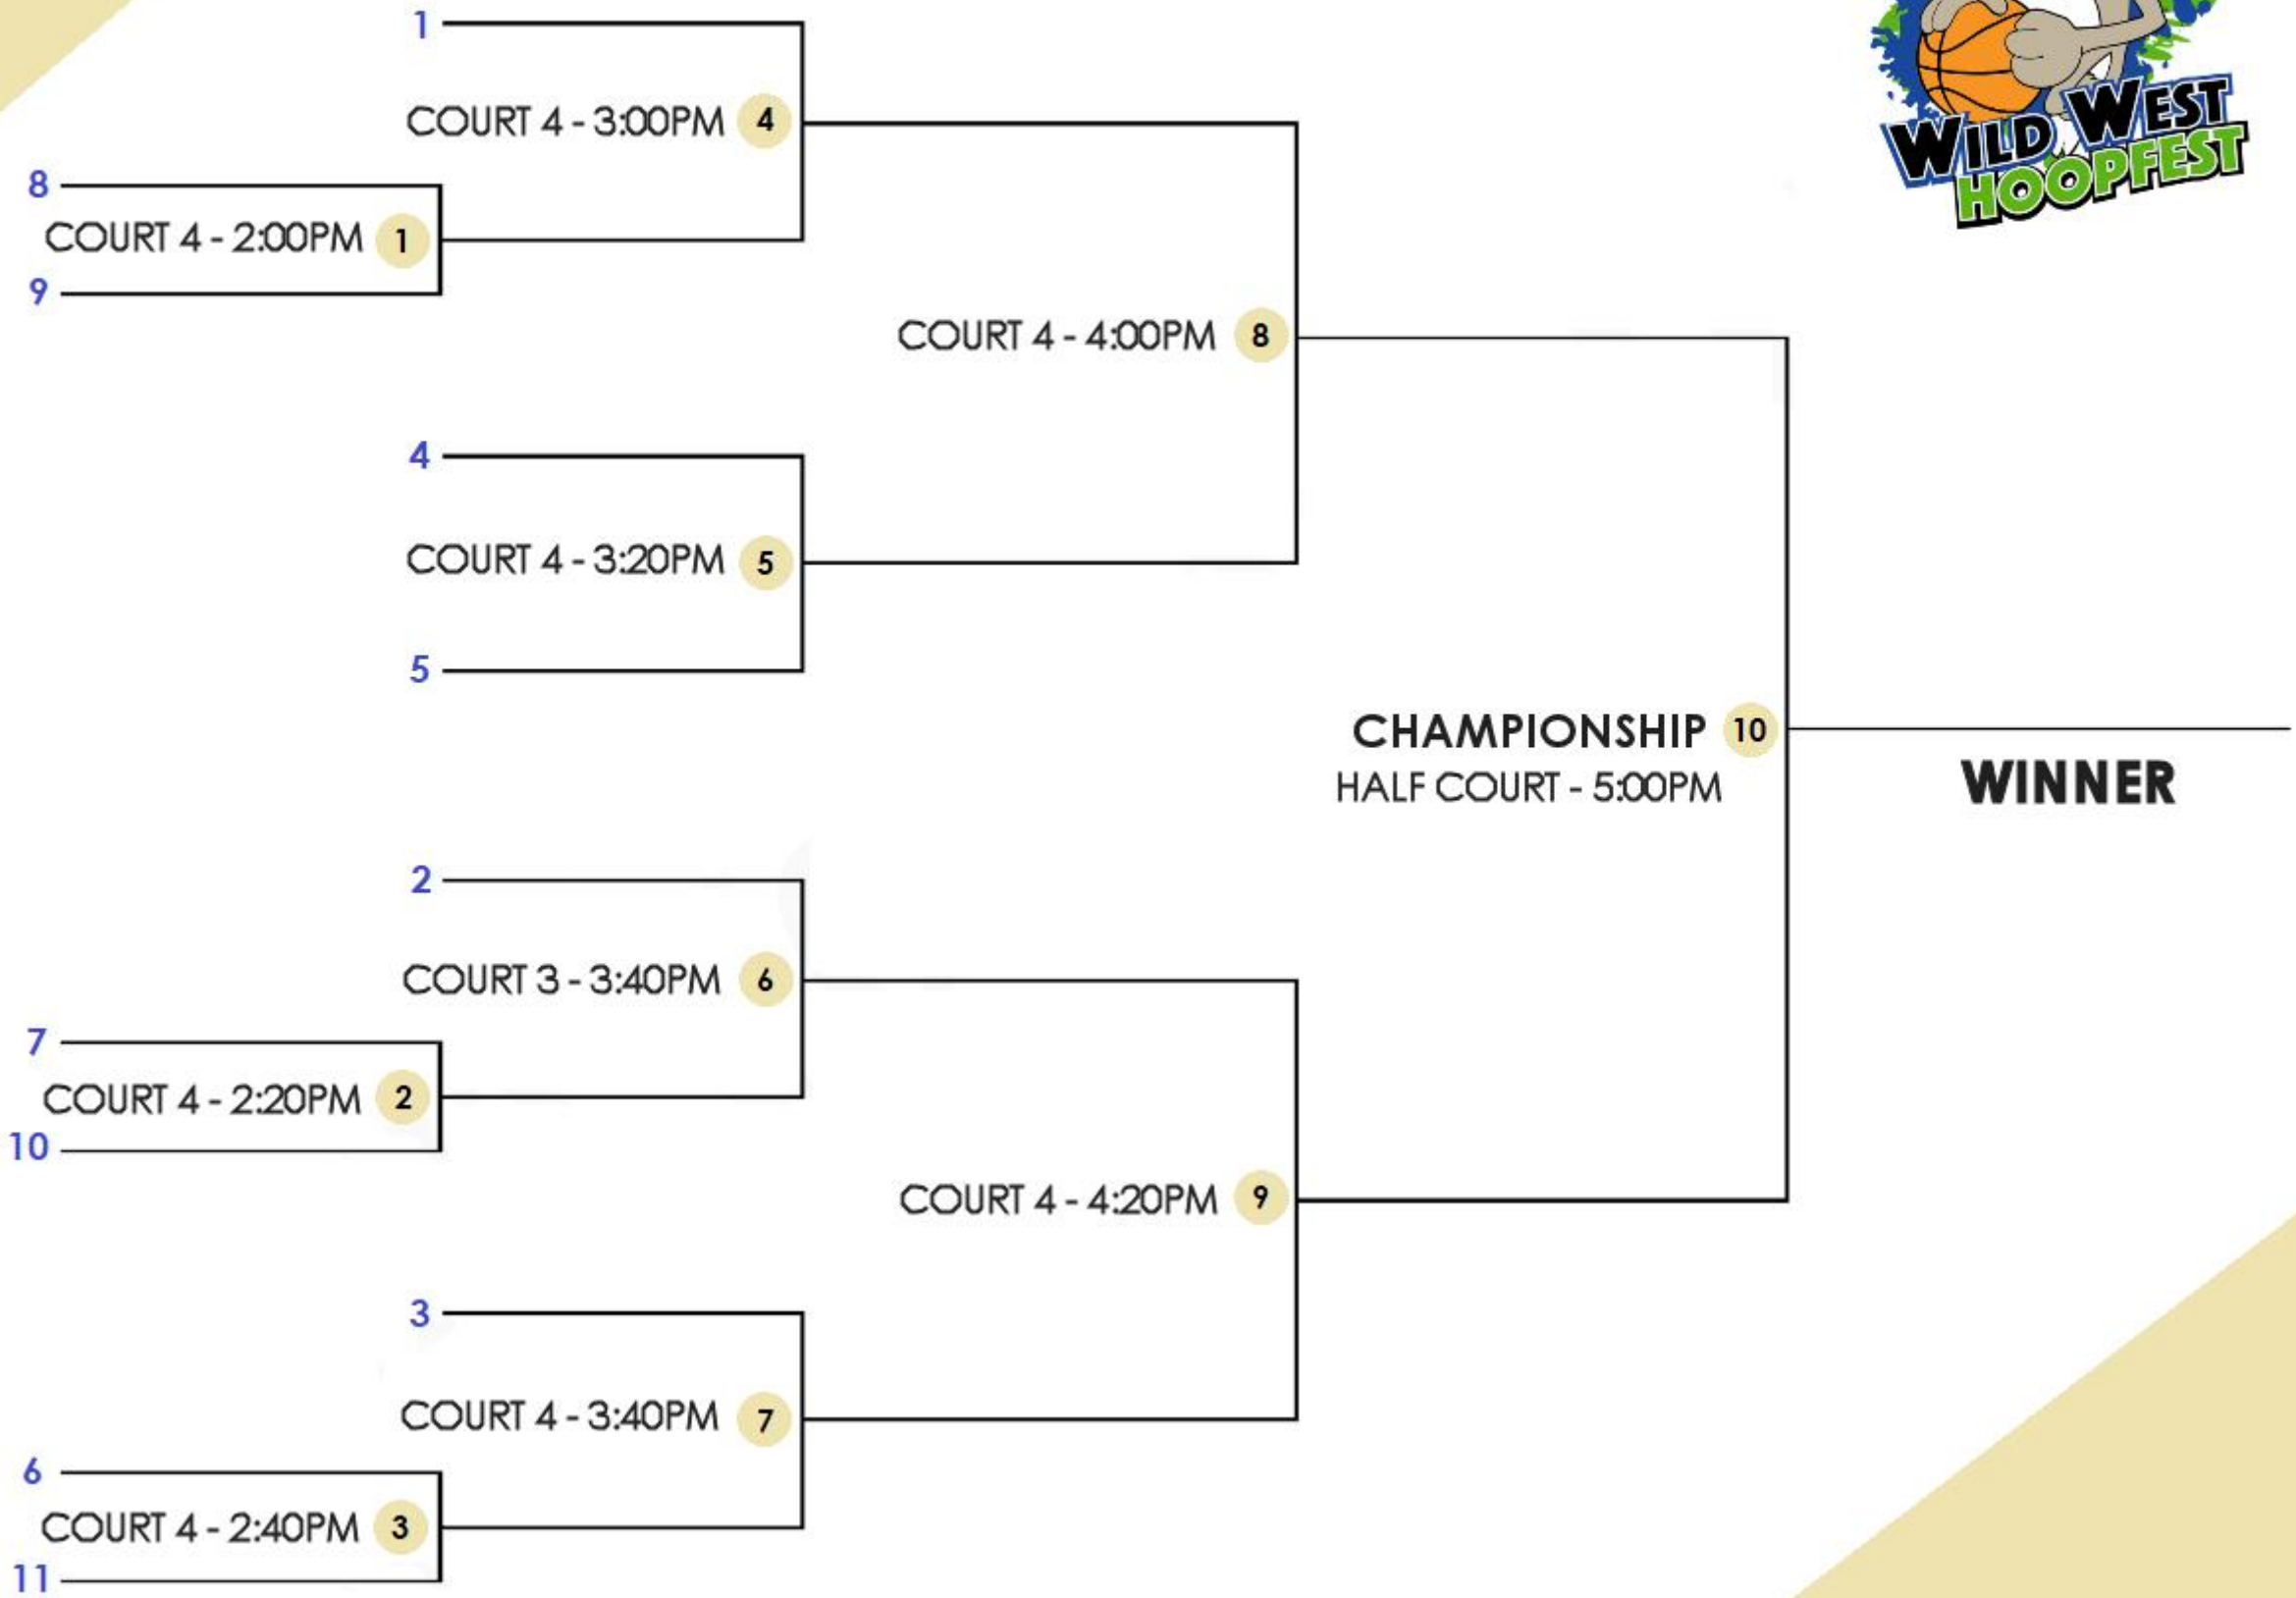 1
COURT 4 - 3:00PM 4
8
COURT 4 - 2:00PM 1
9
COURT 4 - 4:00PM 8
4
COURT 4 - 3:20PM 5
5
CHAMPIONSHIP 10
HALF COURT - 5:00PM
WINNER
2
COURT 3 - 3:40PM 6
7
COURT 4 - 2:20PM 2
10
COURT 4 - 4:20PM 9
3
COURT 4 - 3:40PM 7
6
COURT 4 - 2:40PM 3
11
WILD WEST
HOOPFEST